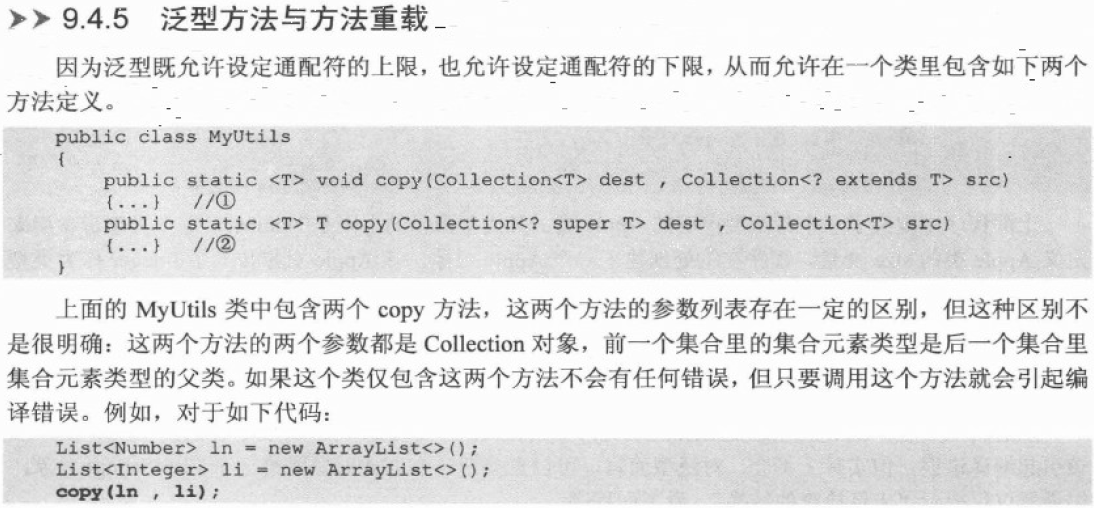 ▶▶ 9.4.5 泛型方法与方法重载
因为泛型既允许设定通配符的上限，也允许设定通配符的下限，从而允许在一个类里包含如下两个
方法定义。
public class MyUtils
{
public static <T> void copy(Collection<T> dest , Collection<? extends T> src)
{...} //①
public static <T> T copy(Collection<? super T> dest , Collection<T> src)
{...} //②
}
上面的 MyUtils 类中包含两个 copy 方法，这两个方法的参数列表存在一定的区别，但这种区别不
是很明确：这两个方法的两个参数都是 Collection 对象，前一个集合里的集合元素类型是后一个集合里
集合元素类型的父类。如果这个类仅包含这两个方法不会有任何错误，但只要调用这个方法就会引起编
译错误。例如，对于如下代码：
List<Number> ln = new ArrayList<>();
List<Integer> li = new ArrayList<>();
copy(ln , li);